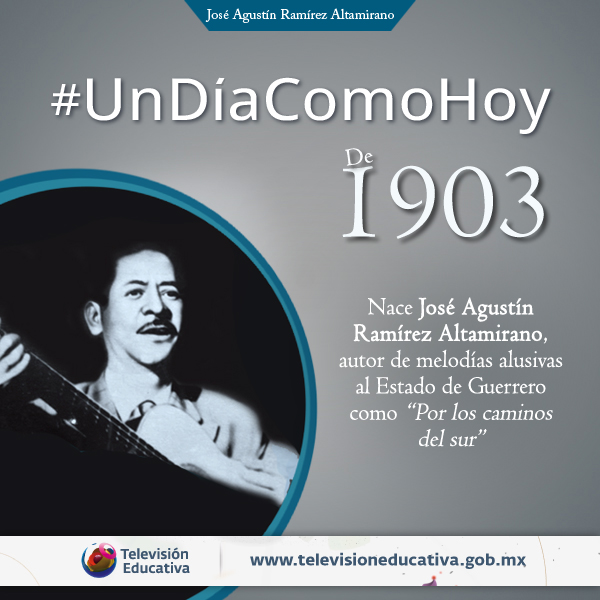 José Agustín Ramírez Altamirano
#UnDíaComoHoy
De
1903
Nace José Agustín
Ramírez Altamirano,
autor de melodías alusivas
al Estado de Guerrero
como “Por los caminos
del sur”
Televisión
Educativa
www.televisioneducativa.gob.mx